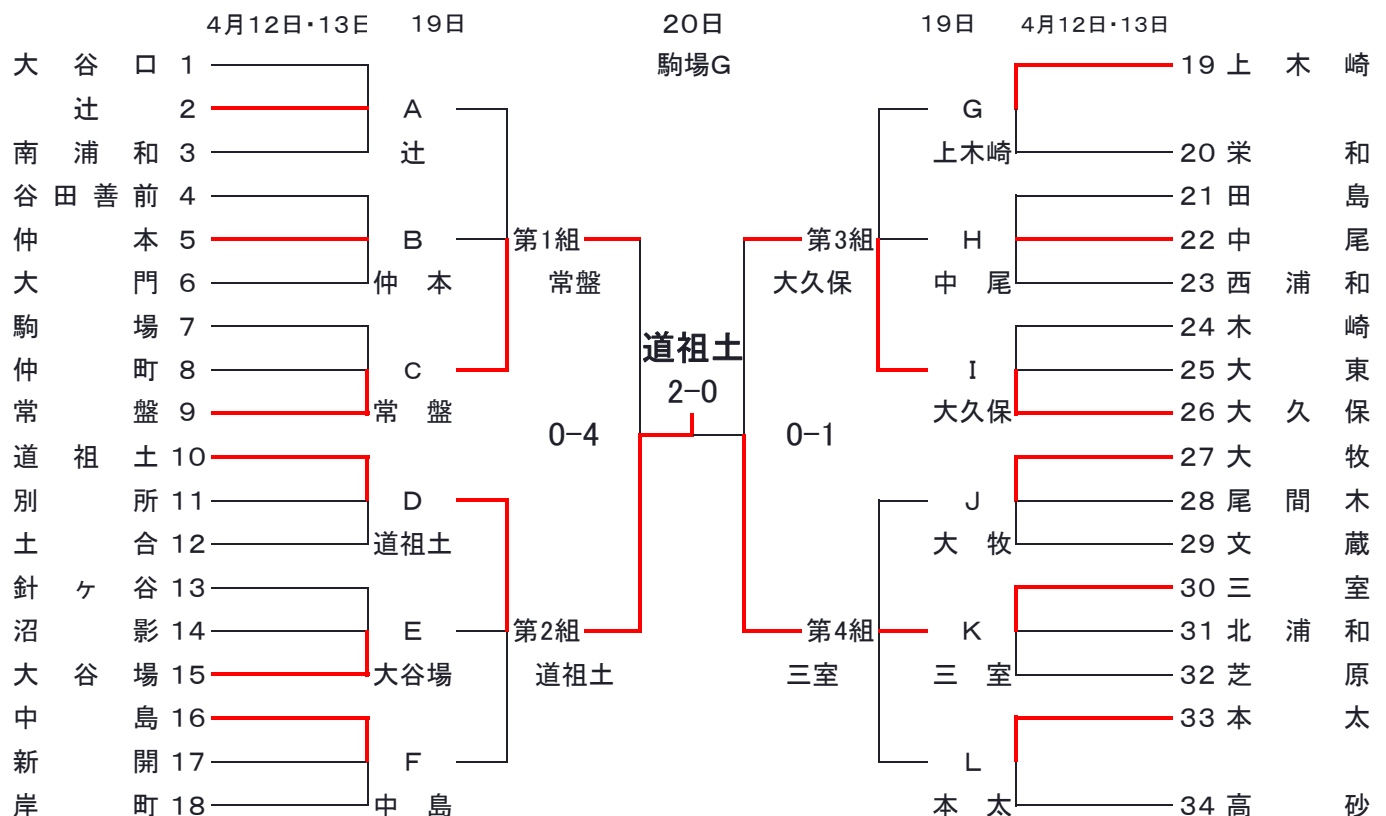 4月12日・13日 19日 20日 19日 4月12日・13日
大谷口 1 駒場G 19 上木崎
辻 2 A G
南浦和 3 辻 上木崎 20 栄和
谷田善前 4 21 田島
仲本 5 B 第1組 第3組 H 22 中尾
大門 6 仲本 常盤 大久保 中尾 23 西浦和
駒場 7 24 木崎
道祖土
仲町 8 C I 25 大東
2-0
常盤 9 常盤 大久保 26 大久保
0-4 0-1
道祖土 10 27 大牧
別所 11 D J 28 尾間木
土合 12 道祖土 大牧 29 文蔵
針ヶ谷 13 30 三室
沼影 14 E 第2組 第4組 K 31 北浦和
大谷場 15 大谷場 道祖土 三室 三室 32 芝原
中島 16 33 本太
新開 17 F L
岸町 18 中島 本太 34 高砂